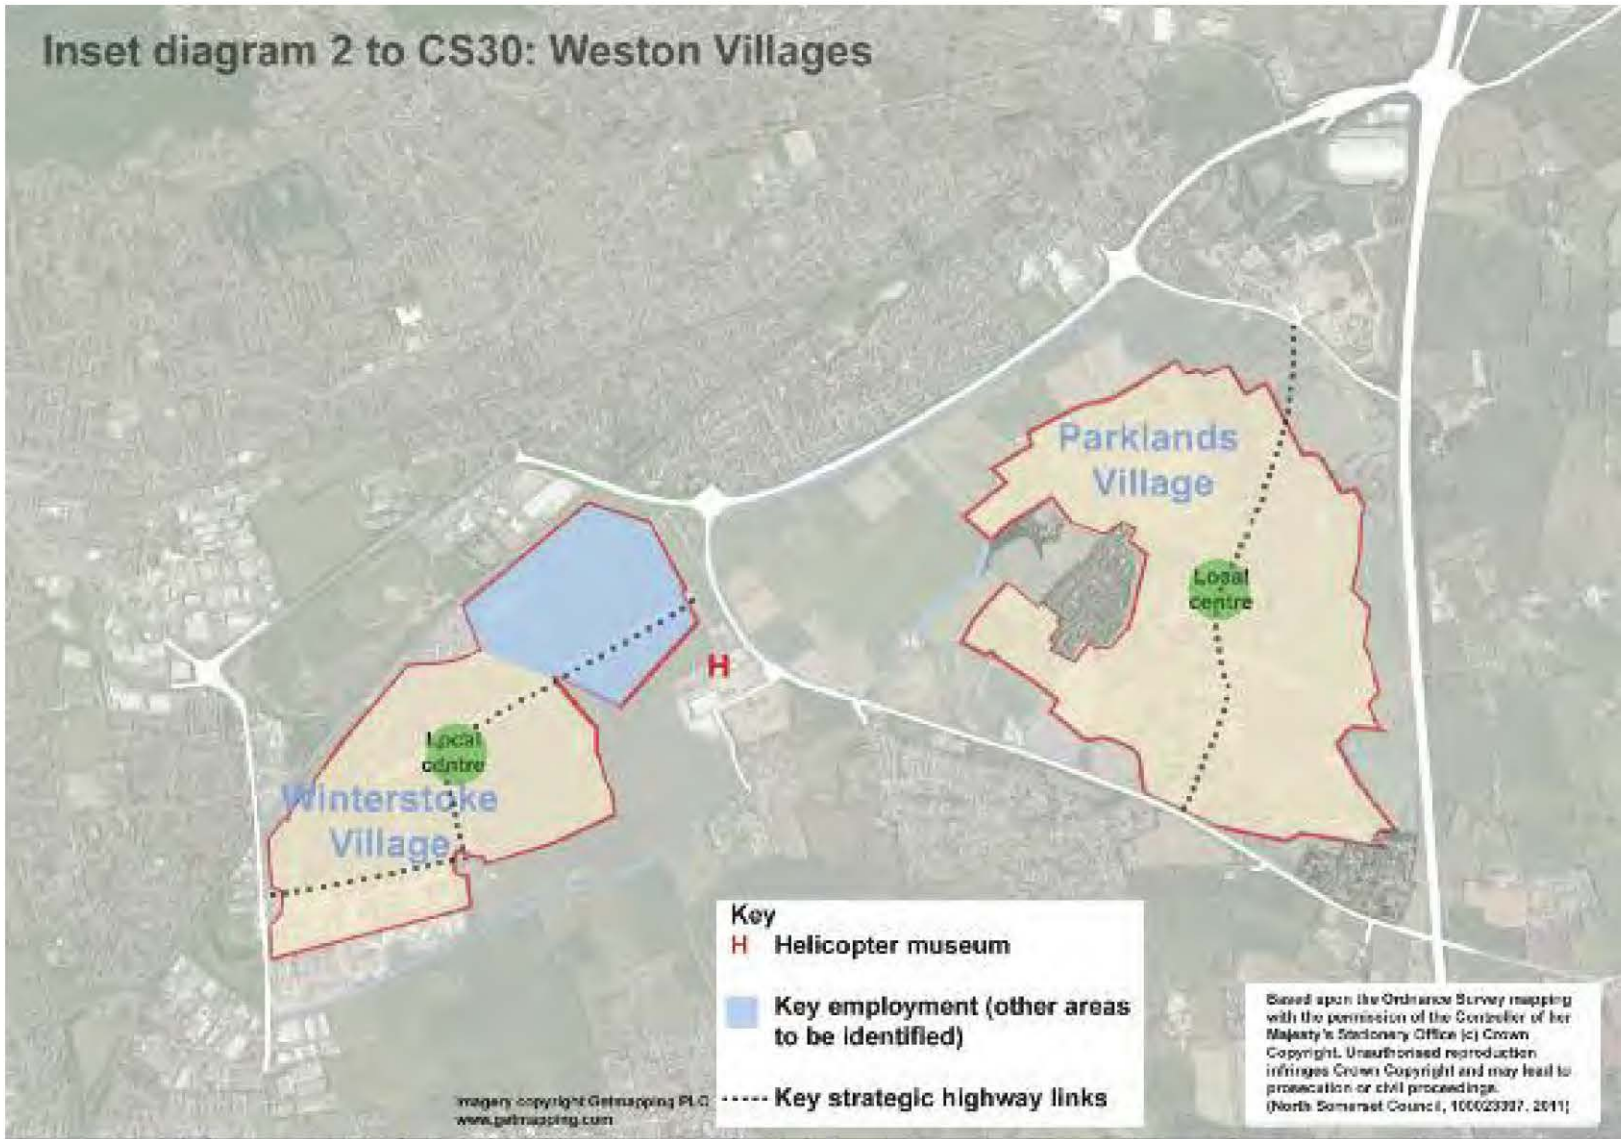 Inset diagram 2 to CS30: Weston Villages
Parklands
Village
Local
centre
H
Local
centre
Winterstoke
Village
Key
H Helicopter museum
Key employment (other areas
to be identified)
Key strategic highway links
Imagery copyright Getmapping PLC
www.getmapping.com
Based upon the Ordnance Survey mapping
with the permission of the Controller of her
Majesty's Stationery Office (c) Crown
Copyright. Unauthorised reproduction
infringes Crown Copyright and may lead to
prosecution or civil proceedings.
(North Somerset Council, 100023397, 2011)